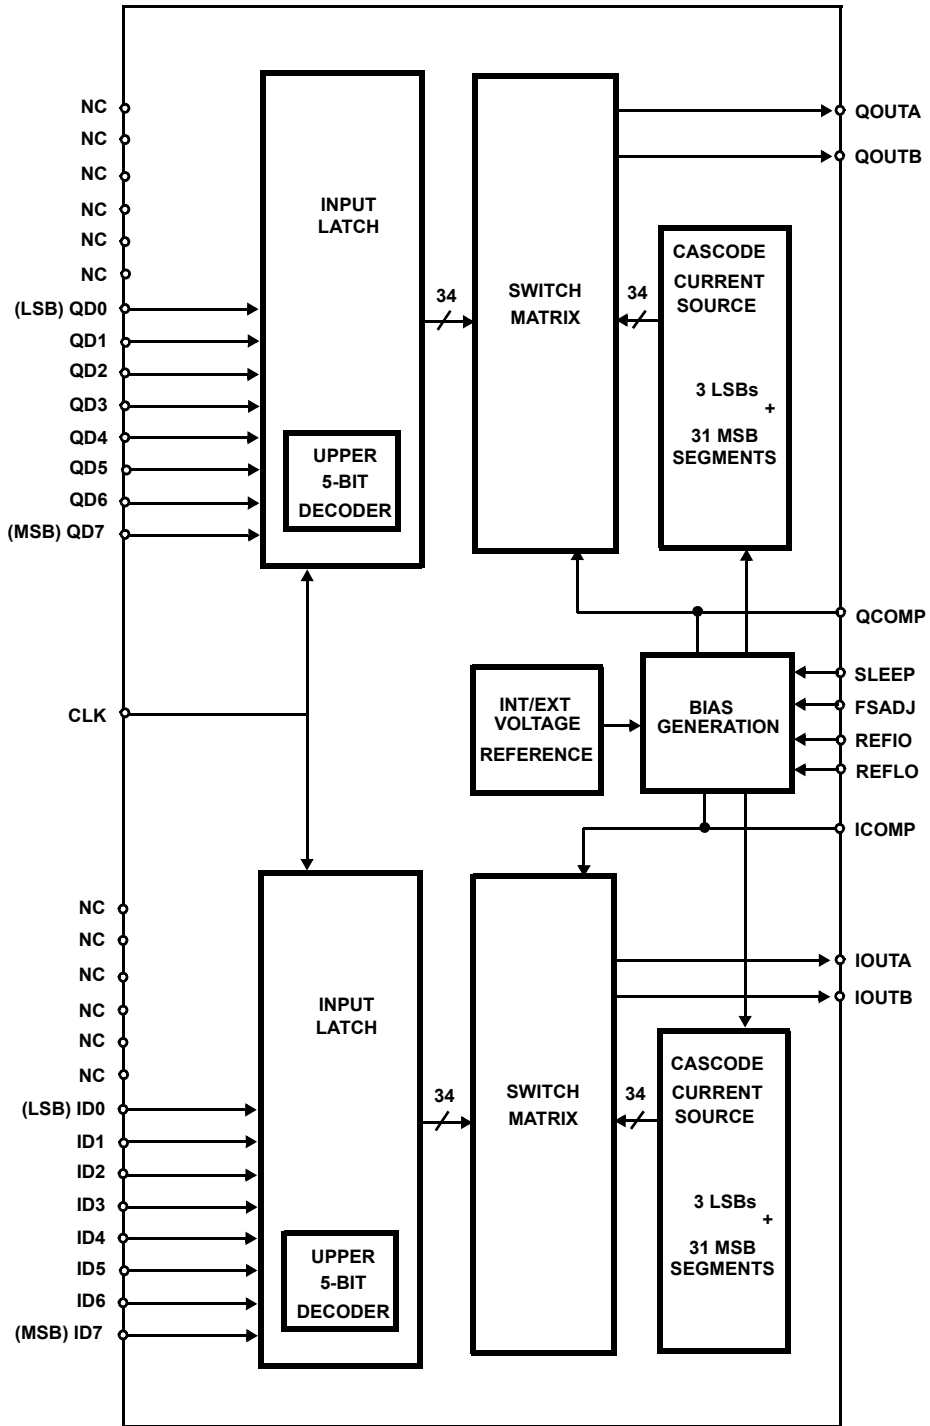 NC
NC
NC
NC
NC
NC
(LSB) QD0
QD1
QD2
QD3
QD4
QD5
QD6
(MSB) QD7
INPUT
LATCH
UPPER
5-BIT
DECODER
34
SWITCH
MATRIX
34
CASCODE
CURRENT
SOURCE
3 LSBs
+
31 MSB
SEGMENTS
QOUTA
QOUTB
QCOMP
SLEEP
FSADJ
REFIO
REFLO
ICOMP
CLK
INT/EXT
VOLTAGE
REFERENCE
BIAS
GENERATION
NC
NC
NC
NC
NC
NC
(LSB) ID0
ID1
ID2
ID3
ID4
ID5
ID6
(MSB) ID7
INPUT
LATCH
UPPER
5-BIT
DECODER
34
SWITCH
MATRIX
34
CASCODE
CURRENT
SOURCE
3 LSBs
+
31 MSB
SEGMENTS
IOUTA
IOUTB